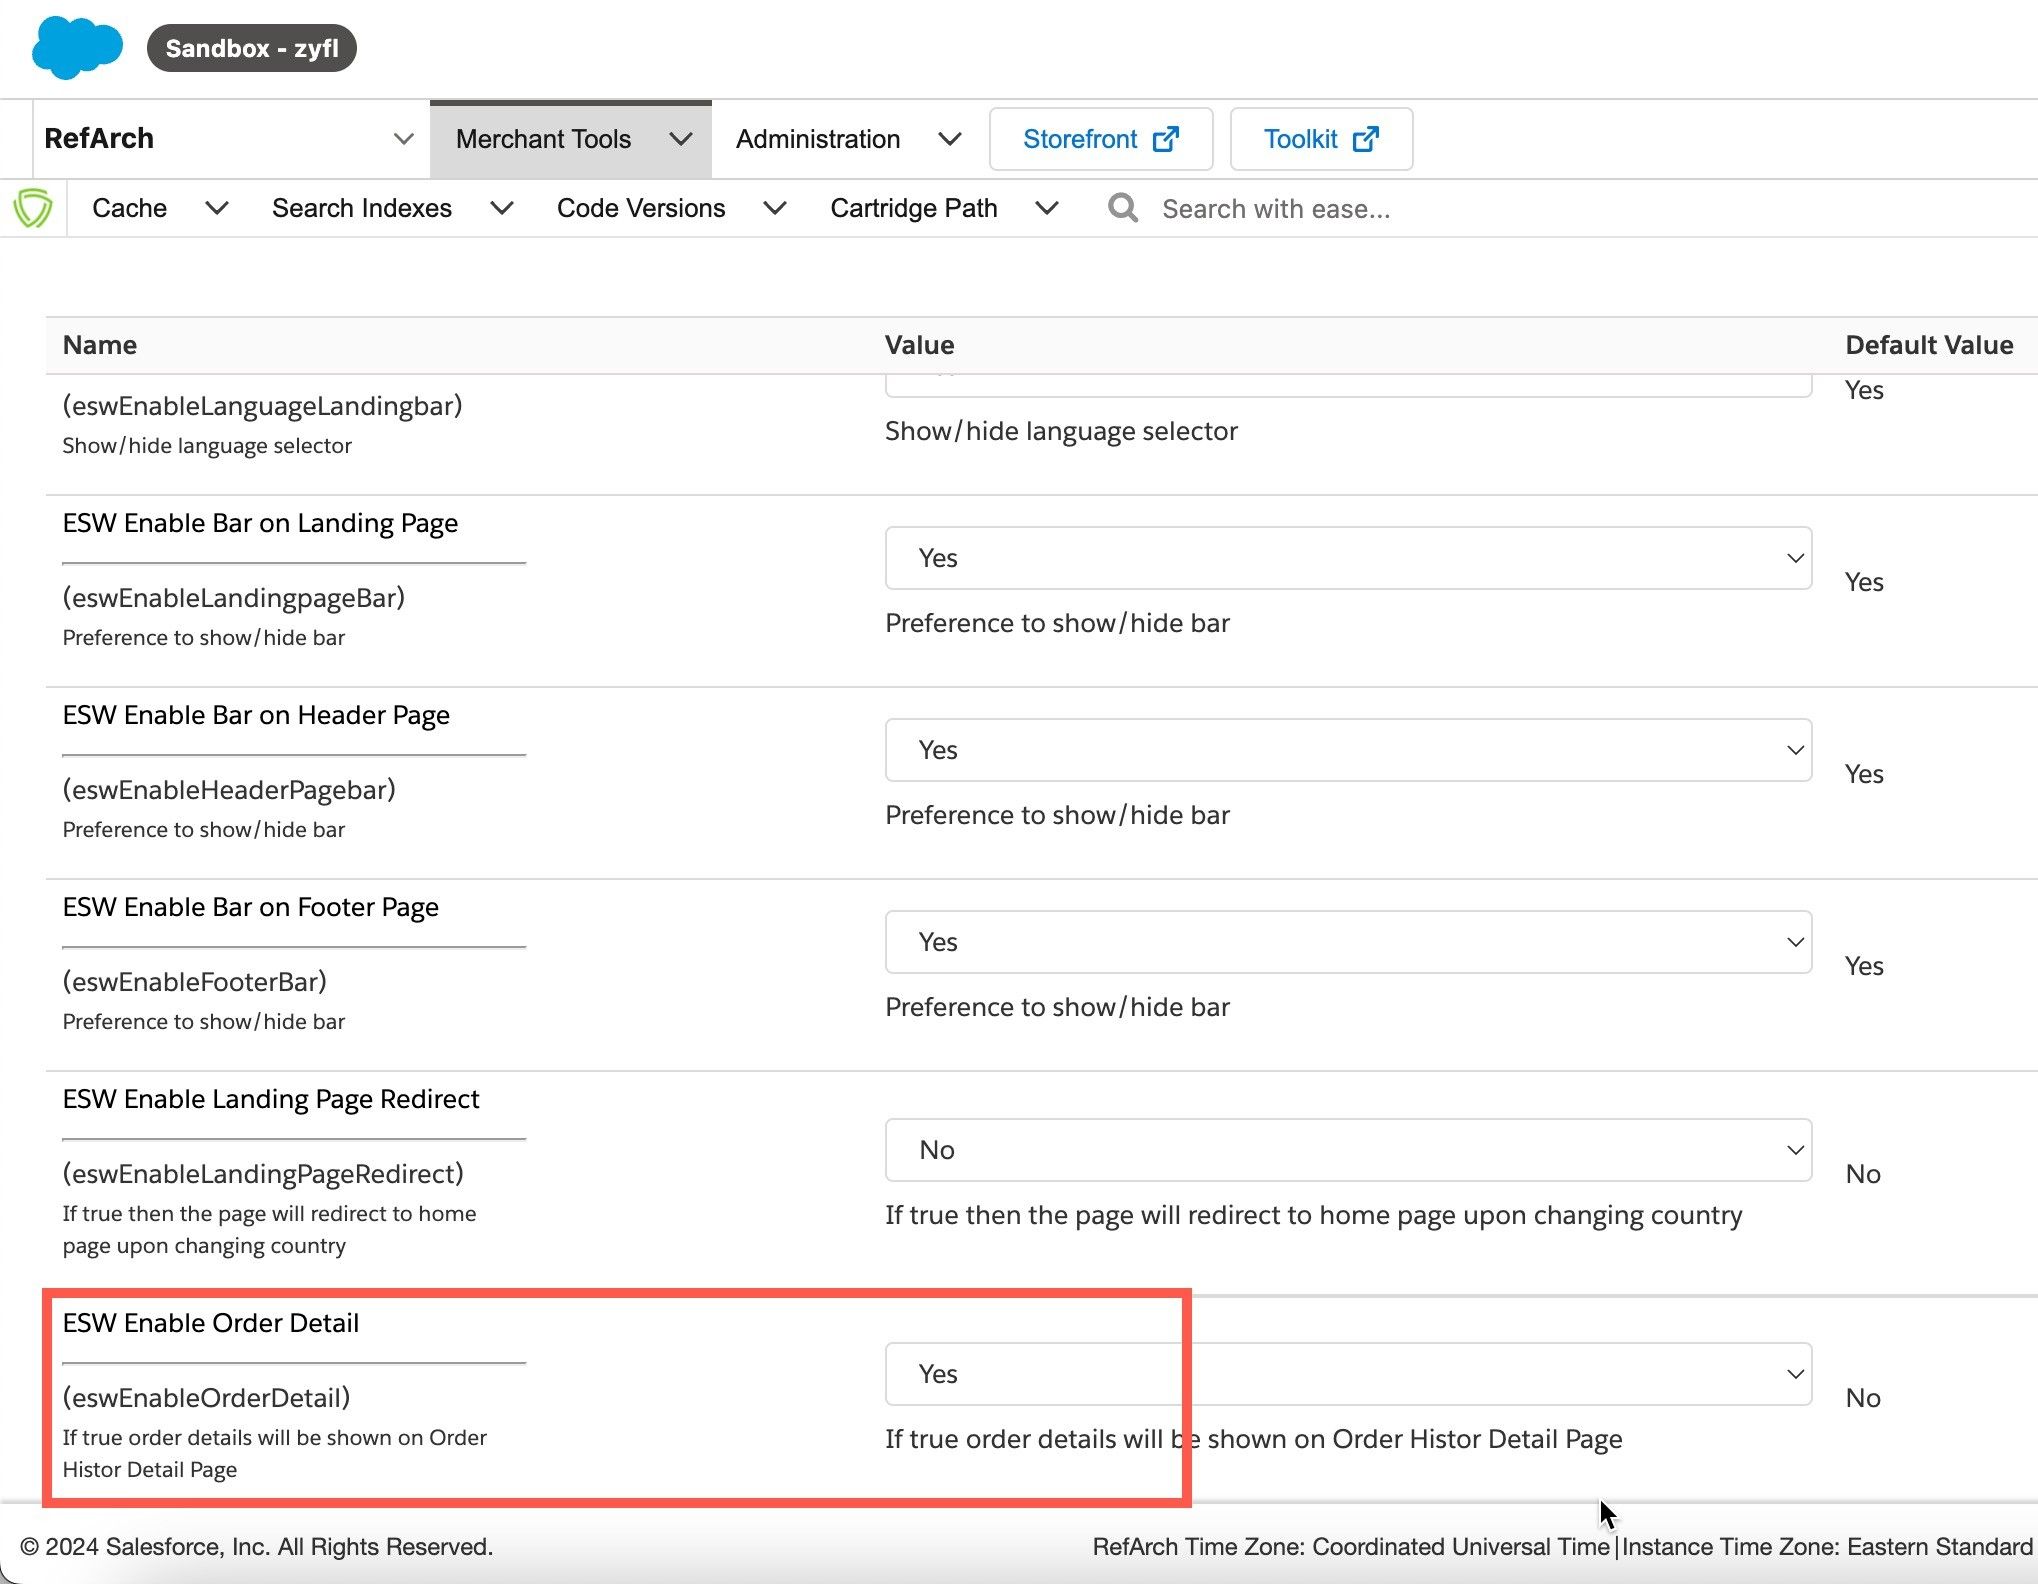 Sandbox - zyfl
RefArch
Merchant Tools
Administration
Storefront
Toolkit
Cache
Search Indexes
Code Versions
Cartridge Path
Search with ease...
Name
Value
Default Value
(eswEnableLanguageLandingbar)
Show/hide language selector
Show/hide language selector
Yes
ESW Enable Bar on Landing Page
(eswEnableLandingpageBar)
Preference to show/hide bar
Yes
Preference to show/hide bar
Yes
ESW Enable Bar on Header Page
(eswEnableHeaderPagebar)
Preference to show/hide bar
Yes
Preference to show/hide bar
Yes
ESW Enable Bar on Footer Page
(eswEnableFooterBar)
Preference to show/hide bar
Yes
Preference to show/hide bar
Yes
ESW Enable Landing Page Redirect
(eswEnableLandingPageRedirect)
If true then the page will redirect to home
page upon changing country
No
If true then the page will redirect to home page upon changing country
No
ESW Enable Order Detail
(eswEnableOrderDetail)
If true order details will be shown on Order
Histor Detail Page
Yes
If true order details will be shown on Order Histor Detail Page
No
© 2024 Salesforce, Inc. All Rights Reserved.
RefArch Time Zone: Coordinated Universal Time|Instance Time Zone: Eastern Standard